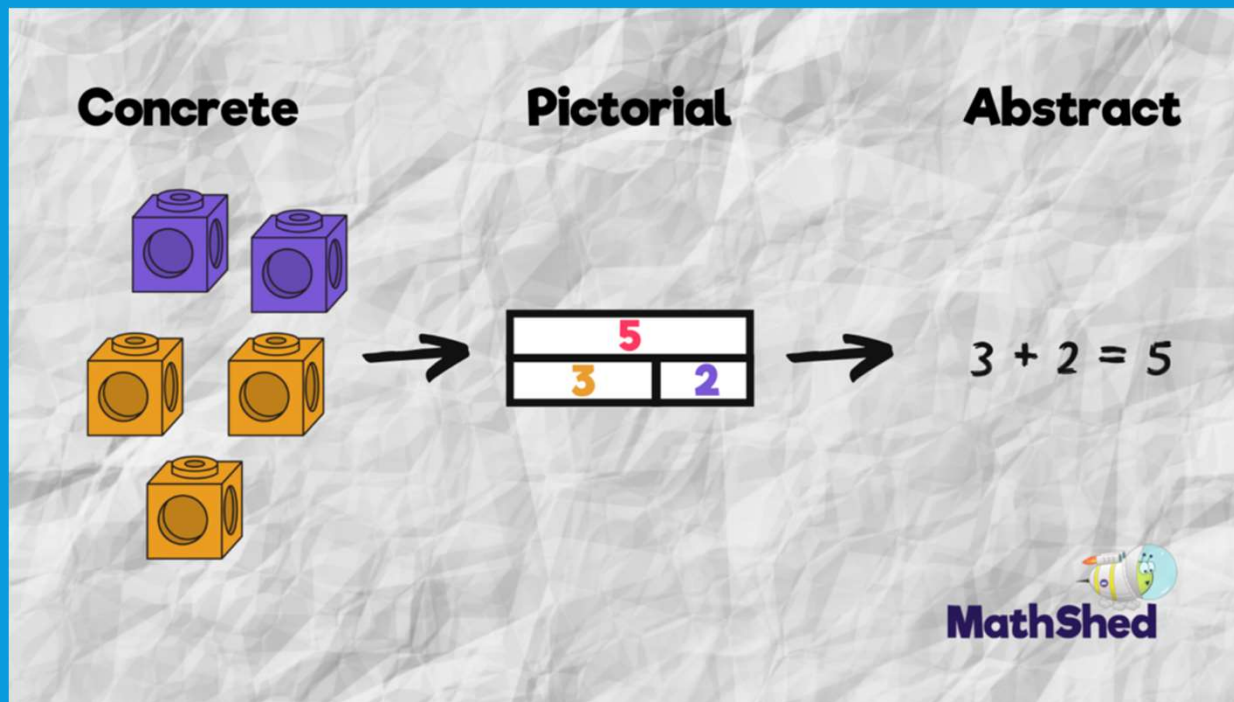 Concrete
Pictorial
Abstract
5
3 2
3 + 2 = 5
MathShed